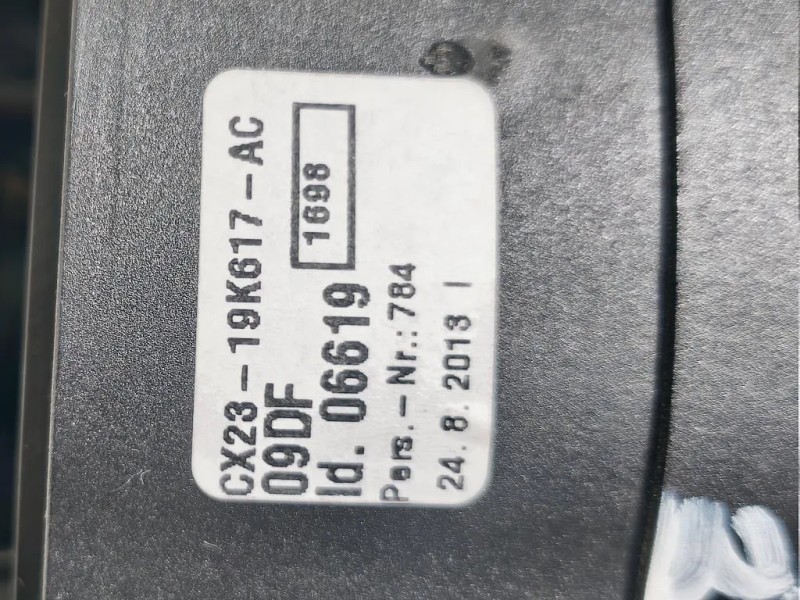 CX23-19K617-AC
09DF
Id. 06619 1698
Pers.-Nr.:784
24. 8. 2013 I